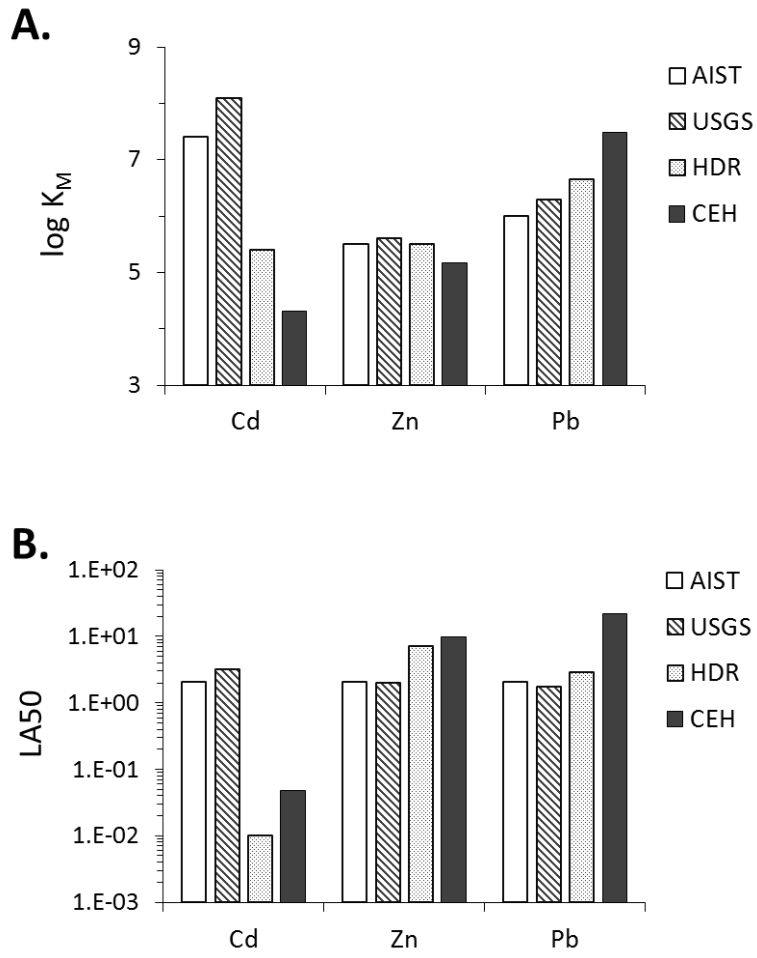 A.
9
7
5
3
log K_M
Cd Zn Pb
AIST
USGS
HDR
CEH
B.
1.E+02
1.E+01
1.E+00
1.E-01
1.E-02
1.E-03
LA50
Cd Zn Pb
AIST
USGS
HDR
CEH